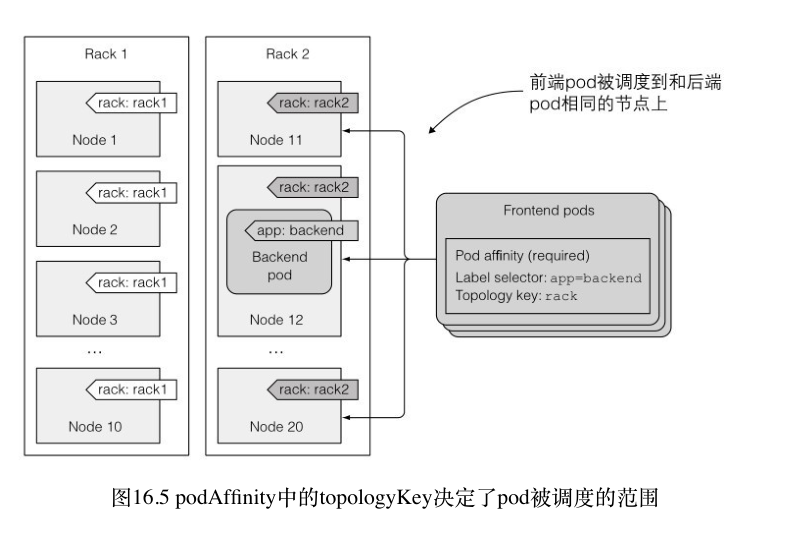 Rack 1
rack: rack1
Node 1
rack: rack1
Node 2
rack: rack1
Node 3
...
rack: rack1
Node 10
Rack 2
rack: rack2
Node 11
rack: rack2
app: backend
Backend
pod
Node 12
...
rack: rack2
Node 20
前端pod被调度到和后端
pod相同的节点上
Frontend pods
Pod affinity (required)
Label selector: app=backend
Topology key: rack
图16.5 podAffinity中的topologyKey决定了pod被调度的范围